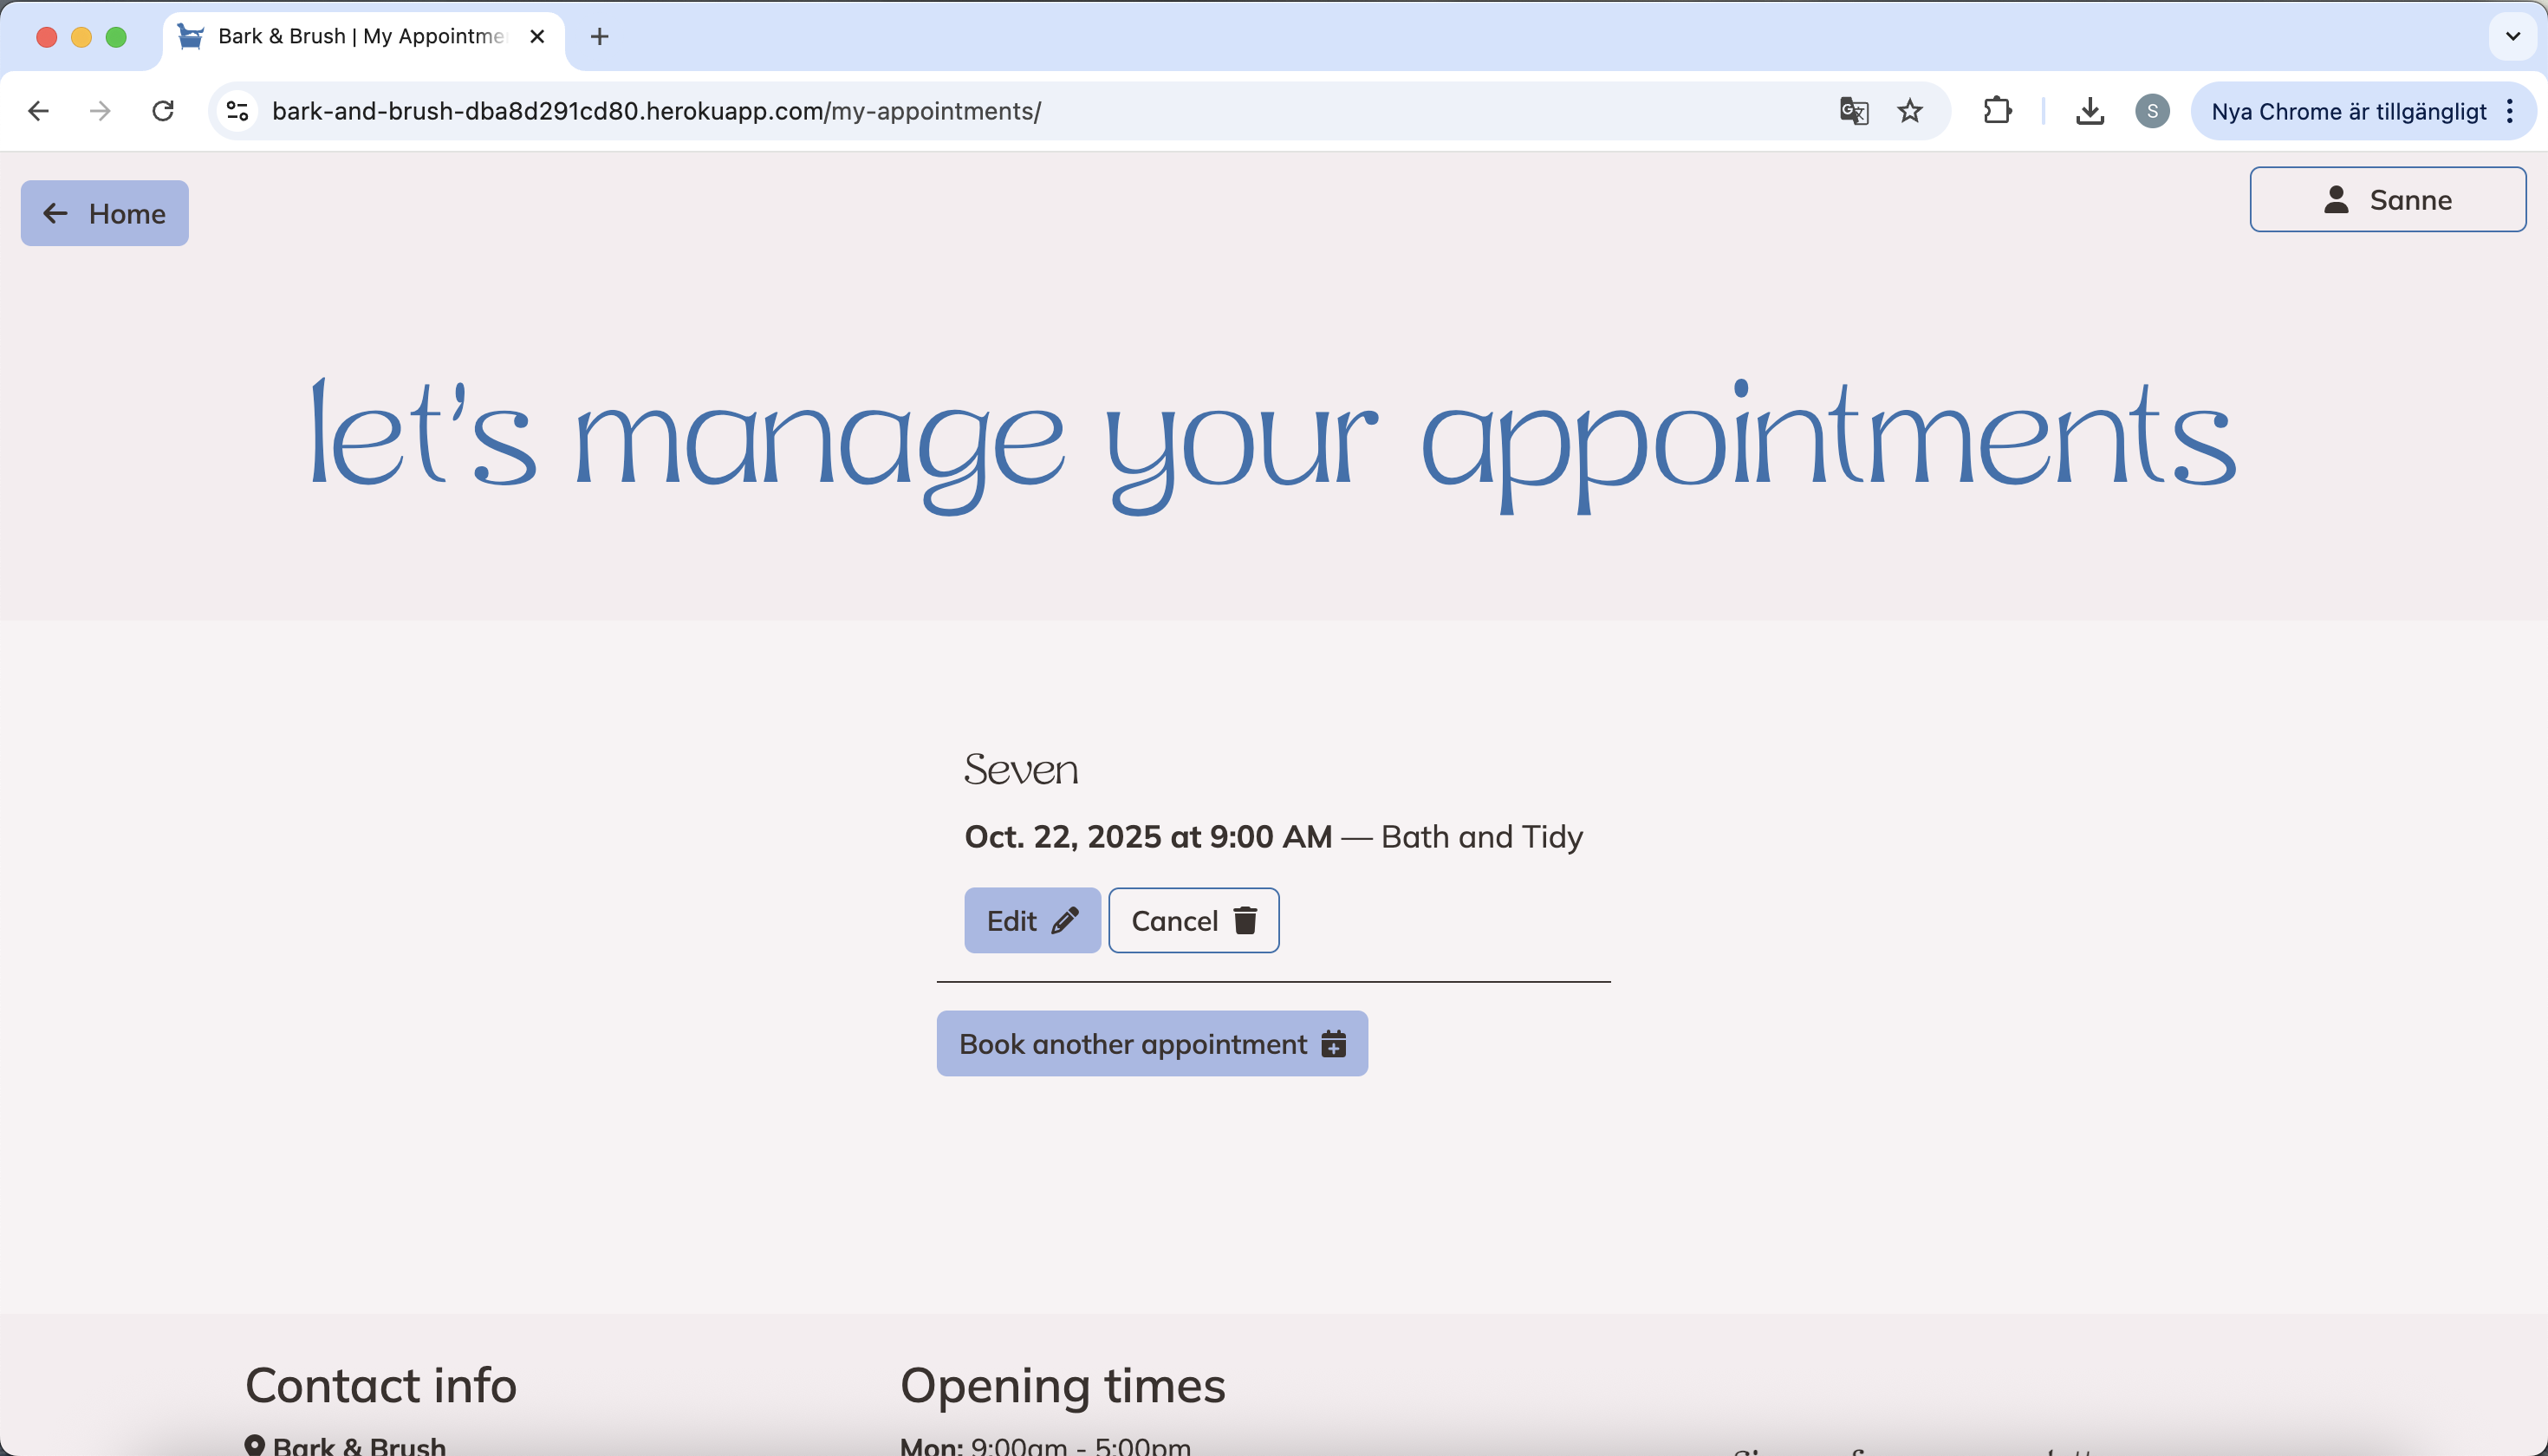 Bark & Brush | My Appointme
bark-and-brush-dba8d291cd80.herokuapp.com/my-appointments/
S
Nya Chrome är tillgängligt
Home
Sanne
let's manage your appointments
Seven
Oct. 22, 2025 at 9:00 AM — Bath and Tidy
Edit
Cancel
Book another appointment
Contact info
Opening times
Bark & Brush
Mon: 9:00am - 5:00pm